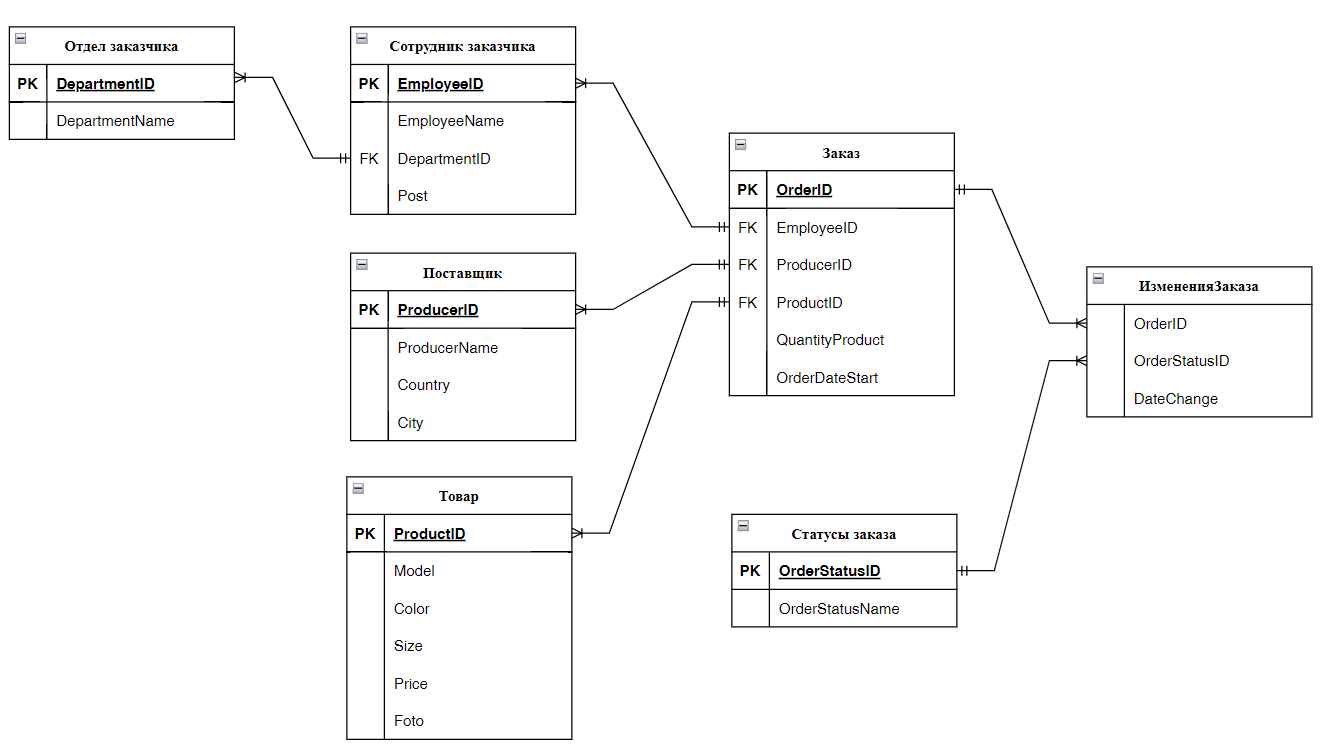 Отдел заказчика
PK DepartmentID
DepartmentName
Сотрудник заказчика
PK EmployeeID
EmployeeName
FK DepartmentID
Post
Поставщик
PK ProducerID
ProducerName
Country
City
Товар
PK ProductID
Model
Color
Size
Price
Foto
Заказ
PK OrderID
FK EmployeeID
FK ProducerID
FK ProductID
QuantityProduct
OrderDateStart
Статусы заказа
PK OrderStatusID
OrderStatusName
ИзмененияЗаказа
OrderID
OrderStatusID
DateChange